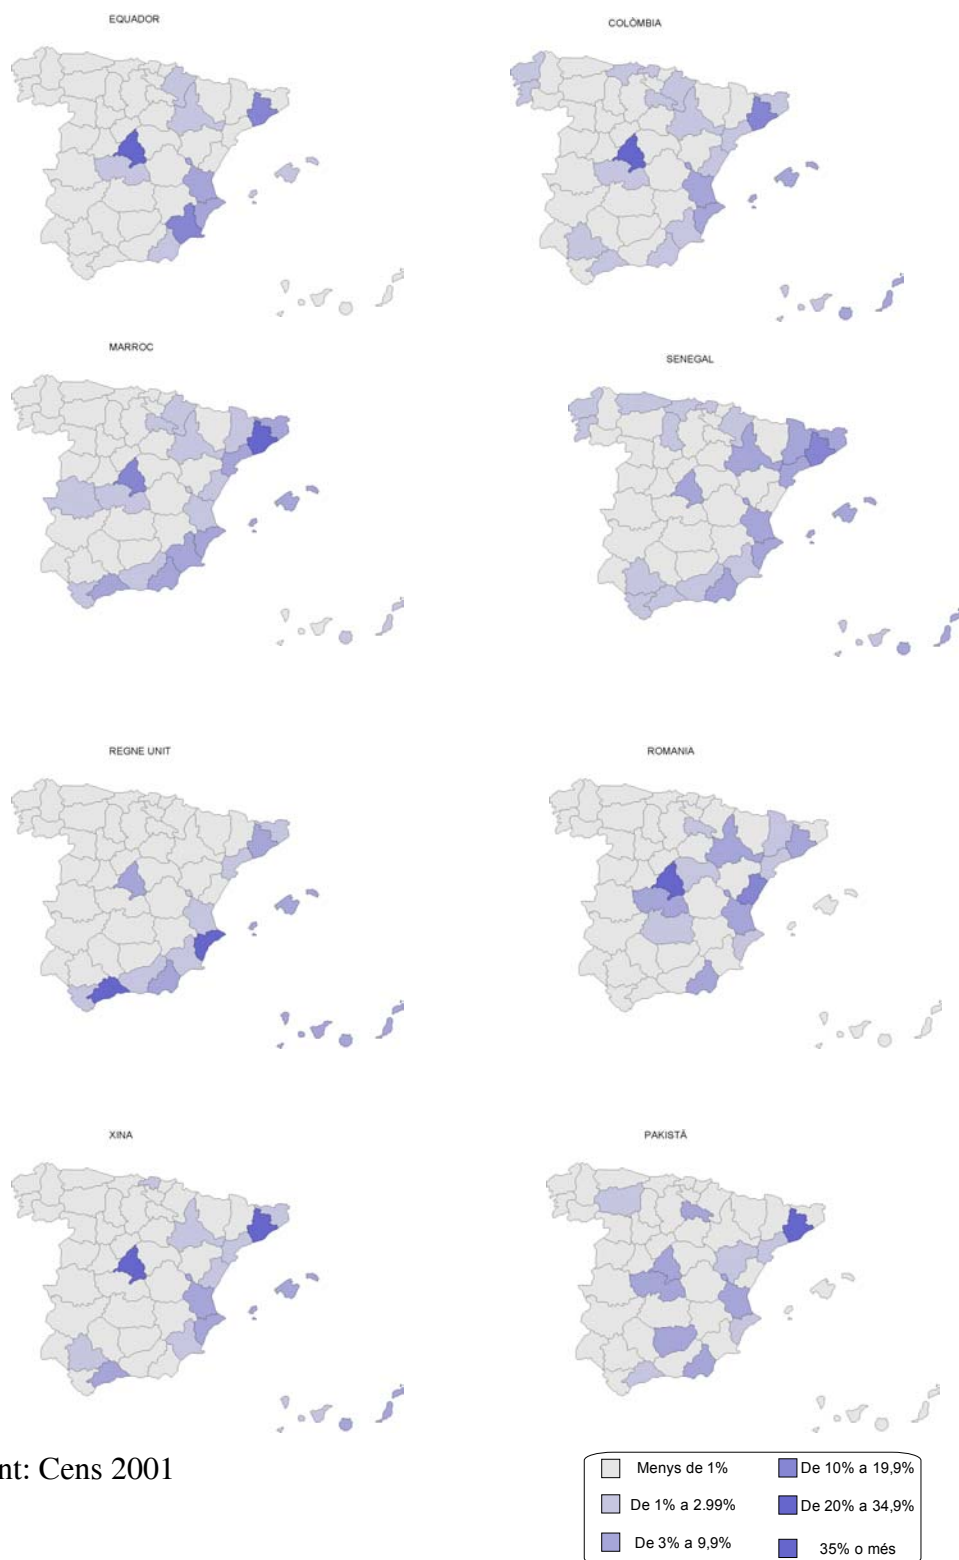 EQUADOR
COLÒMBIA
MARROC
SENEGAL
REGNE UNIT
ROMANIA
XINA
PAKISTÀ
nt: Cens 2001
Menys de 1%
De 10% a 19,9%
De 1% a 2.99%
De 20% a 34,9%
De 3% a 9,9%
35% o més